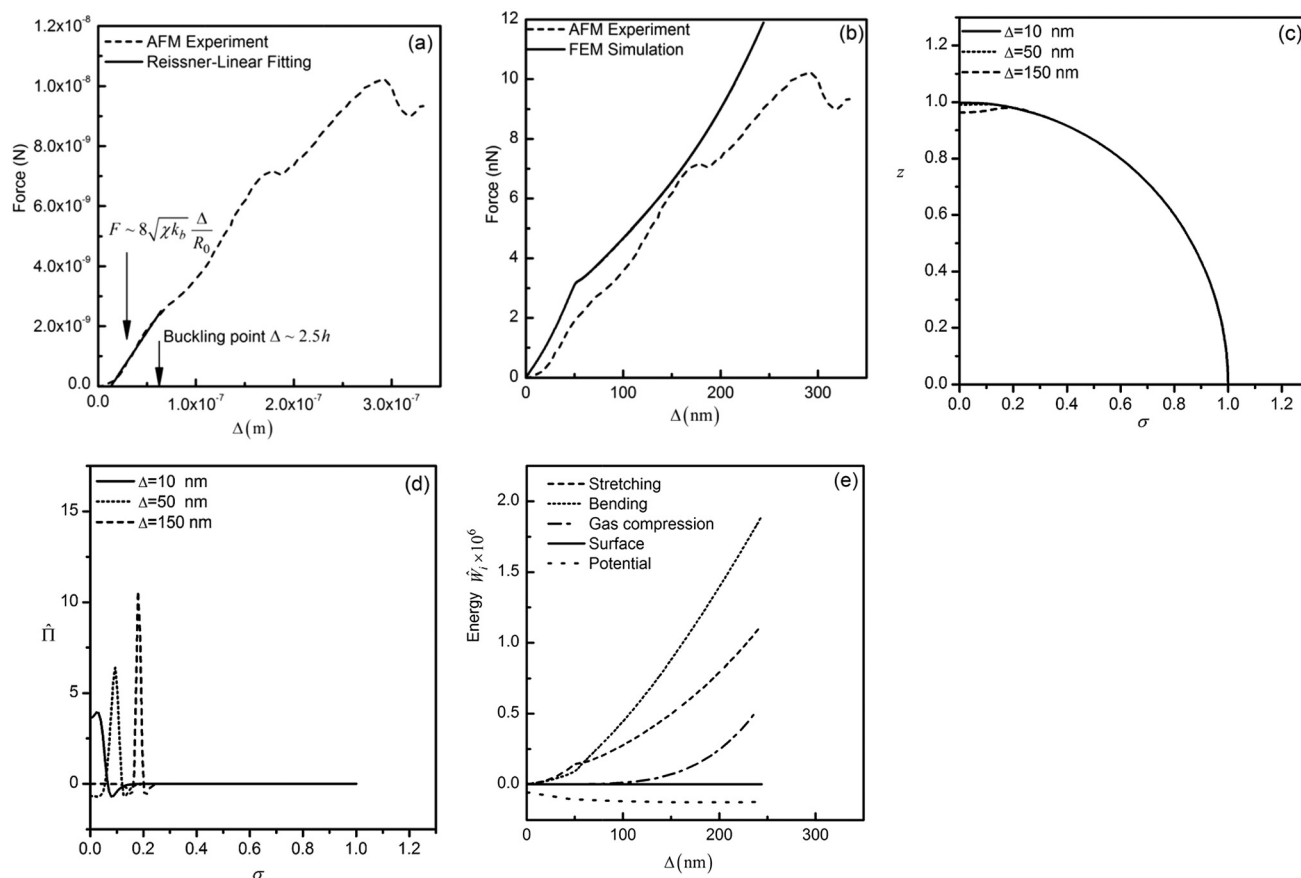 (a)
AFM Experiment
Reissner-Linear Fitting
1.2x10⁻⁸
1.0x10⁻⁸
8.0x10⁻⁹
6.0x10⁻⁹
4.0x10⁻⁹
2.0x10⁻⁹
0.0
Force (N)
F ~ 8√χk_b Δ/R₀
Buckling point Δ ~ 2.5h
0.0
1.0x10⁻⁷
2.0x10⁻⁷
3.0x10⁻⁷
Δ(m)
(b)
AFM Experiment
FEM Simulation
12
10
8
6
4
2
0
Force (nN)
0
100
200
300
Δ(nm)
(c)
Δ=10 nm
Δ=50 nm
Δ=150 nm
1.2
1.0
0.8
0.6
0.4
0.2
0.0
z
0.0
0.2
0.4
0.6
0.8
1.0
1.2
σ
(d)
Δ=10 nm
Δ=50 nm
Δ=150 nm
15
10
5
0
Π̂
0.0
0.2
0.4
0.6
0.8
1.0
1.2
σ
(e)
Stretching
Bending
Gas compression
Surface
Potential
2.0
1.5
1.0
0.5
0.0
Energy Ŵᵢ×10⁶
0
100
200
300
Δ(nm)